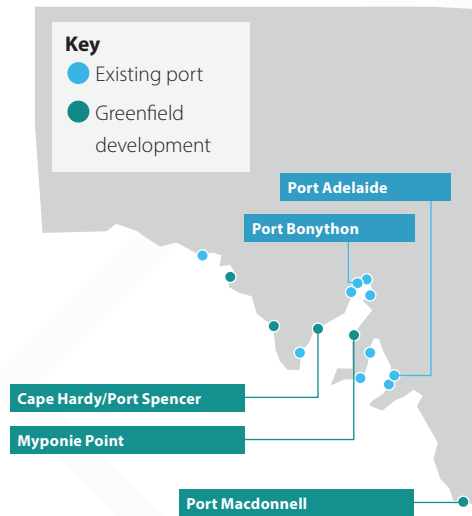 Key
Existing port
Greenfield
development
Port Adelaide
Port Bonython
Cape Hardy/Port Spencer
Myponie Point
Port Macdonnell